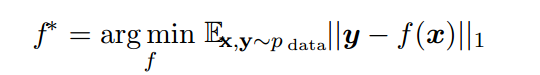 f* = arg min_f 𝔼_{x,y∼p_data} ||y − f(x)||₁